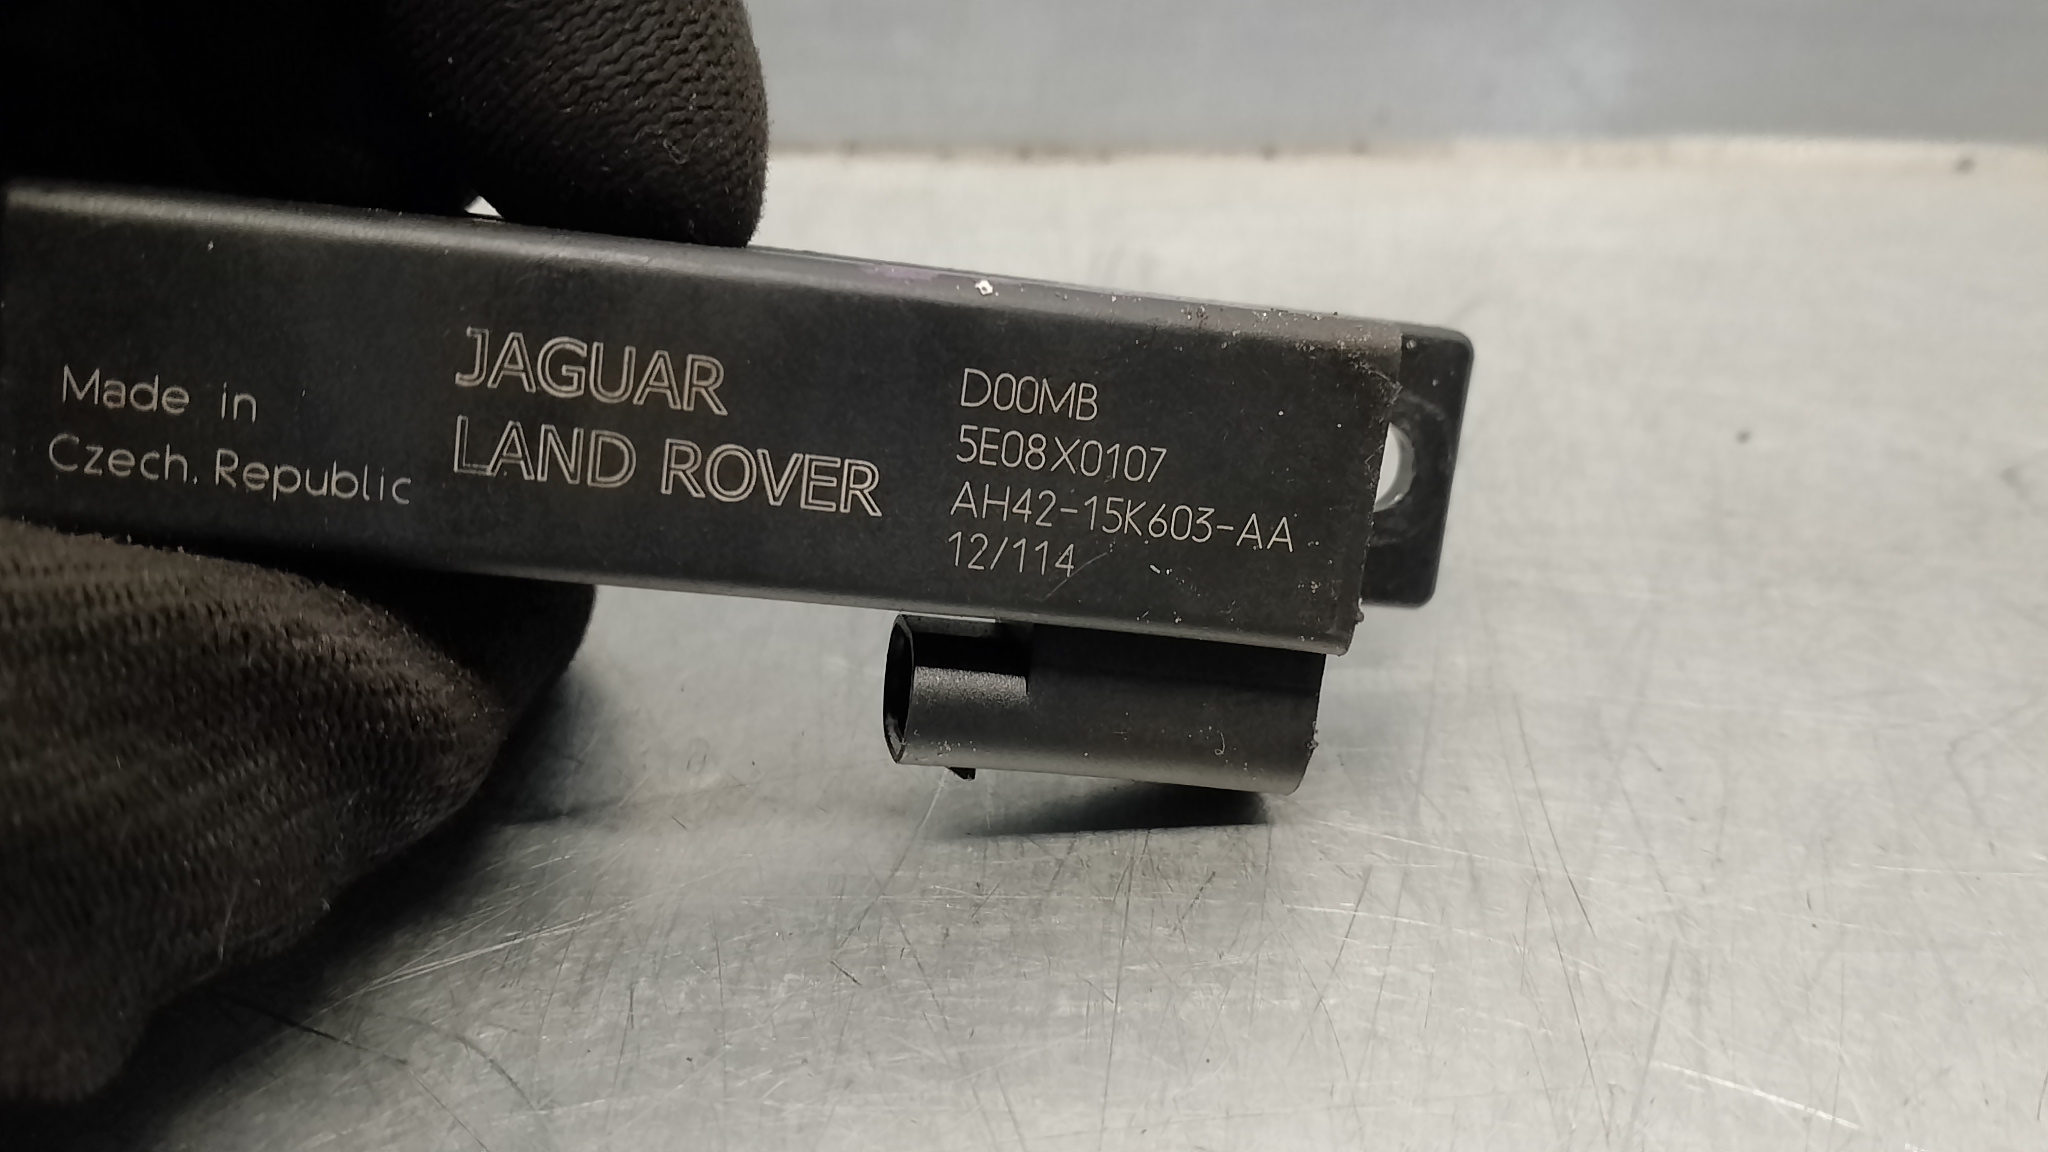 Made in
Czech. Republic
JAGUAR
LAND ROVER
D00MB
5E08X0107
AH42-15K603-AA
12/114